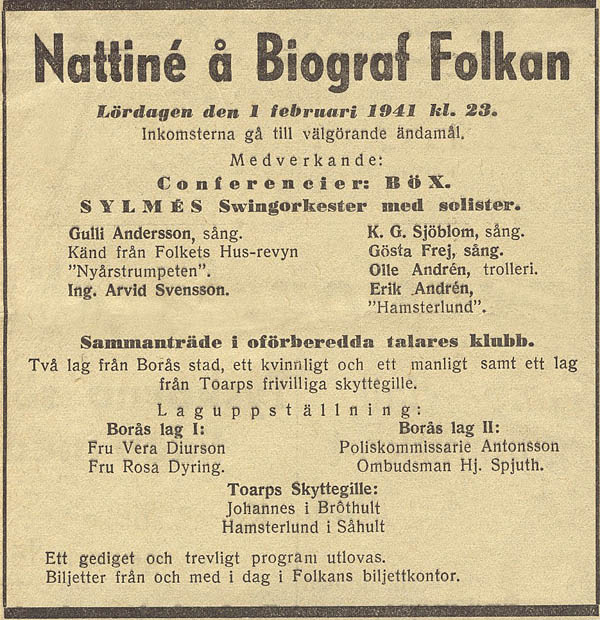 Nattiné å Biograf Folkan
Lördagen den 1 februari 1941 kl. 23.
Inkomsterna gå till välgörande ändamål.
Medverkande:
Conferencier: BÖX.
SYLMÉS Swingorkester med solister.
Gulli Andersson, sång.
Känd från Folkets Hus-revyn
"Nyårstrumpeten".
Ing. Arvid Svensson.
K. G. Sjöblom, sång.
Gösta Frej, sång.
Olle Andrén, trolleri.
Erik Andrén,
"Hamsterlund".
Sammanträde i oförberedda talares klubb.
Två lag från Borås stad, ett kvinnligt och ett manligt samt ett lag
från Toarps frivilliga skyttegille.
Laguppställning:
Borås lag I:
Fru Vera Diurson
Fru Rosa Dyring.
Borås lag II:
Poliskommissarie Antonsson
Ombudsman Hj. Spjuth.
Toarps Skyttegille:
Johannes i Brôthult
Hamsterlund i Såhult
Ett gediget och trevligt program utlovas.
Biljetter från och med i dag i Folkans biljettkontor.